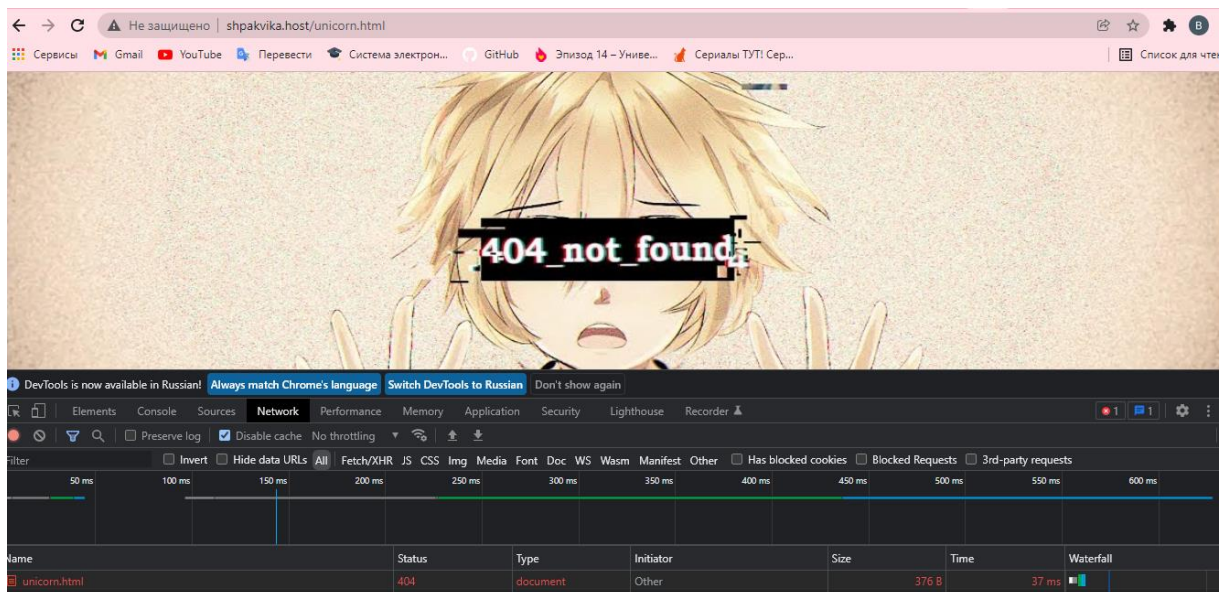 Не защищено | shpakvika.host/unicorn.html B
Сервисы Gmail YouTube Перевести Система электрон... GitHub Эпизод 14 – Униве... Сериалы ТУТ! Сер... Список для чтен
404_not_found
DevTools is now available in Russian! Always match Chrome's language Switch DevTools to Russian Don't show again
Elements Console Sources Network Performance Memory Application Security Lighthouse Recorder 1 1
Preserve log Disable cache No throttling
Filter Invert Hide data URLs All Fetch/XHR JS CSS Img Media Font Doc WS Wasm Manifest Other Has blocked cookies Blocked Requests 3rd-party requests
50 ms 100 ms 150 ms 200 ms 250 ms 300 ms 350 ms 400 ms 450 ms 500 ms 550 ms 600 ms
Name Status Type Initiator Size Time Waterfall
unicorn.html 404 document Other 376 B 37 ms